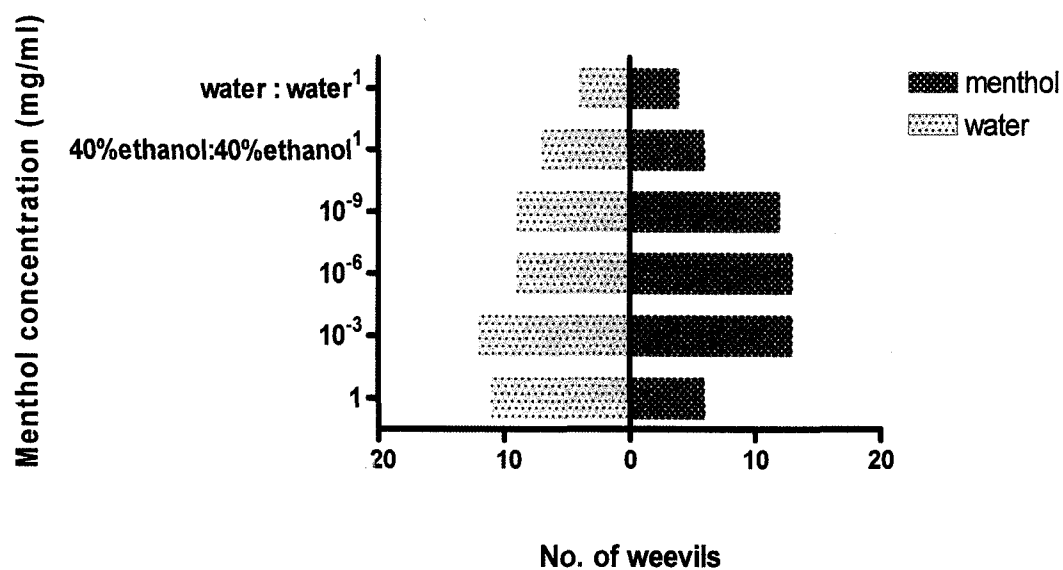 Menthol concentration (mg/ml)
water : water¹
40%ethanol:40%ethanol¹
10⁻⁹
10⁻⁶
10⁻³
1
20 10 0 10 20
No. of weevils
menthol
water